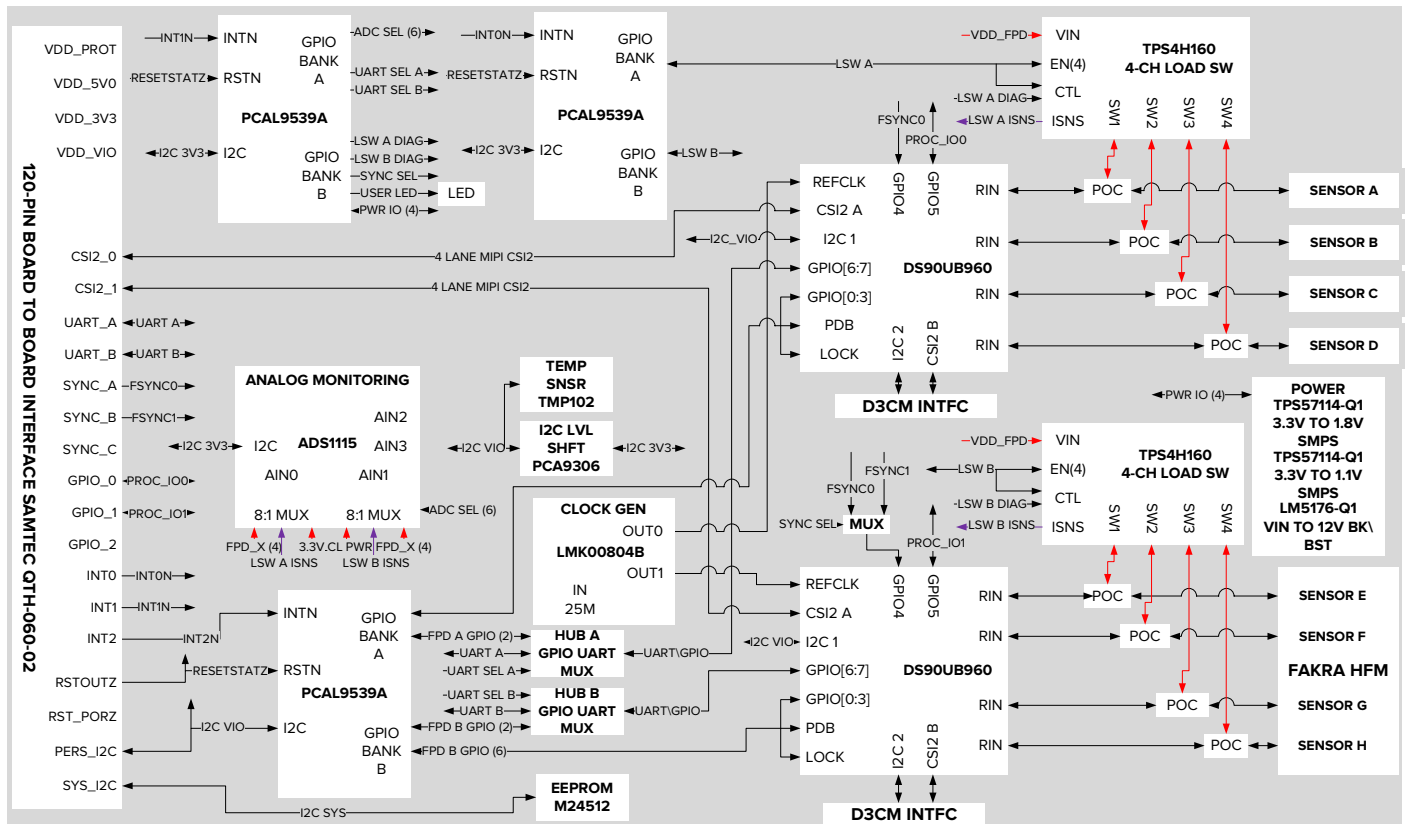 120-PIN BOARD TO BOARD INTERFACE SAMTEC QTH-060-02
VDD_PROT
VDD_5V0
VDD_3V3
VDD_VIO
CSI2_0
CSI2_1
UART_A
UART_B
SYNC_A
SYNC_B
SYNC_C
GPIO_0
GPIO_1
GPIO_2
INT0
INT1
INT2
RSTOUTZ
RST_PORZ
PERS_I2C
SYS_I2C
UART A
UART B
FSYNC0
FSYNC1
PROC_IO0
PROC_IO1
INT0N
INT1N
INT2N
RESETSTATZ
I2C VIO
I2C SYS
INT1N
RESETSTATZ
I2C 3V3
INTN
RSTN
PCAL9539A
I2C
GPIO
BANK
A
GPIO
BANK
B
ADC SEL (6)
UART SEL A
UART SEL B
LSW A DIAG
LSW B DIAG
SYNC SEL
USER LED
PWR IO (4)
LED
INT0N
RESETSTATZ
I2C 3V3
INTN
RSTN
PCAL9539A
I2C
GPIO
BANK
A
GPIO
BANK
B
LSW A
LSW B
4 LANE MIPI CSI2
4 LANE MIPI CSI2
ANALOG MONITORING
ADS1115
I2C 3V3
I2C
AIN2
AIN3
AIN0
AIN1
8:1 MUX
8:1 MUX
ADC SEL (6)
FPD_X (4)
LSW A ISNS
3.3V.CL PWR
LSW B ISNS
FPD_X (4)
TEMP
SNSR
TMP102
I2C VIO
I2C LVL
SHFT
PCA9306
I2C 3V3
CLOCK GEN
OUT0
LMK00804B
OUT1
IN
25M
INTN
RSTN
PCAL9539A
I2C
GPIO
BANK
A
GPIO
BANK
B
FPD A GPIO (2)
UART A
UART SEL A
HUB A
GPIO UART
MUX
UART\GPIO
UART SEL B
UART B
FPD B GPIO (2)
HUB B
GPIO UART
MUX
UART\GPIO
FPD B GPIO (6)
EEPROM
M24512
FSYNC0
PROC_IO0
I2C_VIO
REFCLK
CSI2 A
I2C 1
GPIO[6:7]
GPIO[0:3]
PDB
LOCK
GPIO4
GPIO5
DS90UB960
RIN
RIN
RIN
RIN
I2C 2
CSI2 B
D3CM INTFC
VDD_FPD
LSW A DIAG
LSW A ISNS
VIN
EN(4)
CTL
ISNS
TPS4H160
4-CH LOAD SW
SW1
SW2
SW3
SW4
POC
POC
POC
POC
SENSOR A
SENSOR B
SENSOR C
SENSOR D
PWR IO (4)
POWER
TPS57114-Q1
3.3V TO 1.8V
SMPS
TPS57114-Q1
3.3V TO 1.1V
SMPS
LM5176-Q1
VIN TO 12V BK\
BST
VDD_FPD
LSW B
LSW B DIAG
LSW B ISNS
VIN
EN(4)
CTL
ISNS
TPS4H160
4-CH LOAD SW
SW1
SW2
SW3
SW4
FSYNC0
FSYNC1
SYNC SEL
MUX
PROC_IO1
I2C VIO
REFCLK
CSI2 A
I2C 1
GPIO[6:7]
GPIO[0:3]
PDB
LOCK
GPIO4
GPIO5
DS90UB960
RIN
RIN
RIN
RIN
I2C 2
CSI2 B
D3CM INTFC
POC
POC
POC
POC
SENSOR E
SENSOR F
FAKRA HFM
SENSOR G
SENSOR H